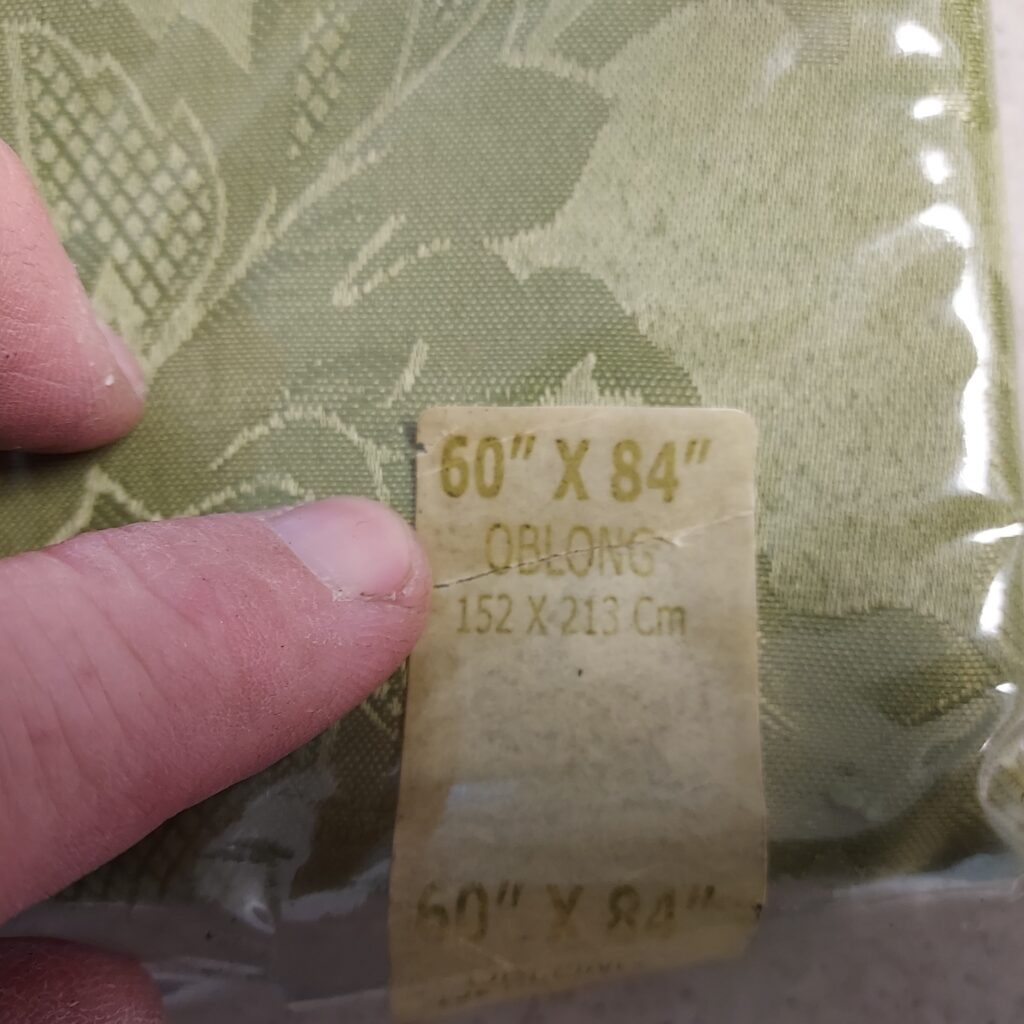 60" X 84"
OBLONG
152 X 213 Cm
60" X 84"